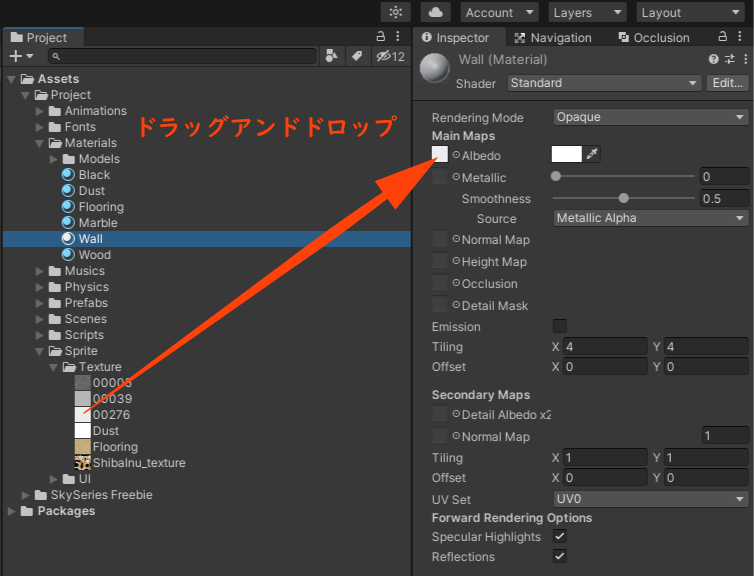 Account
Layers
Layout
Project
12
Assets
Project
Animations
Fonts
Materials
Models
Black
Dust
Flooring
Marble
Wall
Wood
Musics
Physics
Prefabs
Scenes
Scripts
Sprite
Texture
00005
00039
00276
Dust
Flooring
ShibaInu_texture
UI
SkySeries Freebie
Packages
ドラッグアンドドロップ
Inspector
Navigation
Occlusion
Wall (Material)
Shader Standard Edit...
Rendering Mode Opaque
Main Maps
Albedo
Metallic 0
Smoothness 0.5
Source Metallic Alpha
Normal Map
Height Map
Occlusion
Detail Mask
Emission
Tiling X 4 Y 4
Offset X 0 Y 0
Secondary Maps
Detail Albedo x2
Normal Map 1
Tiling X 1 Y 1
Offset X 0 Y 0
UV Set UV0
Forward Rendering Options
Specular Highlights
Reflections